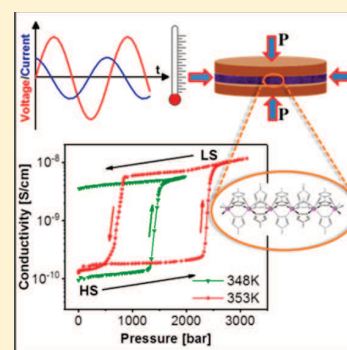 Voltage/Current
t
P
P
Conductivity [S/cm]
10⁻⁸
10⁻⁹
10⁻¹⁰
LS
HS
348K
353K
0
1000
2000
3000
Pressure [bar]